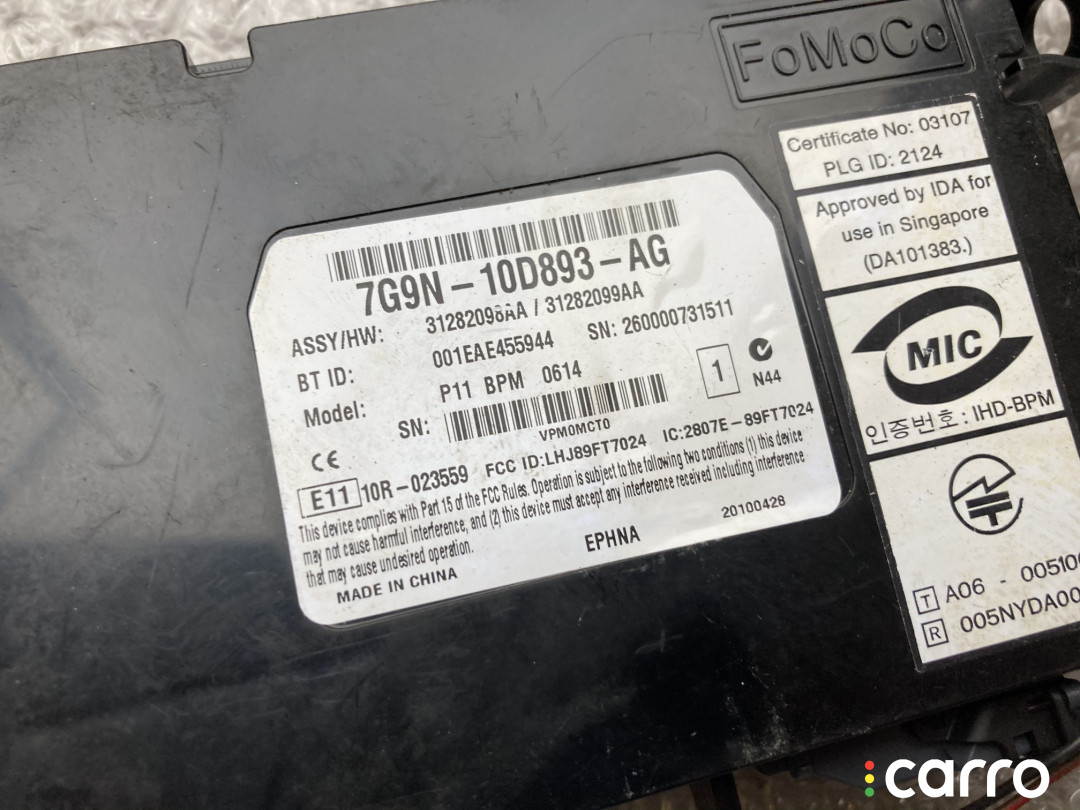 FoMoCo
Certificate No: 03107
PLG ID: 2124
Approved by IDA for
use in Singapore
(DA101383.)
MIC
인증번호 : IHD-BPM
T A06 - 005106
R 005NYDA00
7G9N - 10D893 - AG
ASSY/HW: 31282098AA / 31282099AA
BT ID: 001EAE455944 SN: 260000731511
Model: P11 BPM 0614
1 N44
SN:
VPM0MCT0
CE
E11 10R - 023559 FCC ID:LHJ89FT7024 IC:2807E - 89FT7024
This device complies with Part 15 of the FCC Rules. Operation is subject to the following two conditions (1) this device
may not cause harmful interference, and (2) this device must accept any interference received including interference
that may cause undesired operation.
20100428
EPHNA
MADE IN CHINA
carro